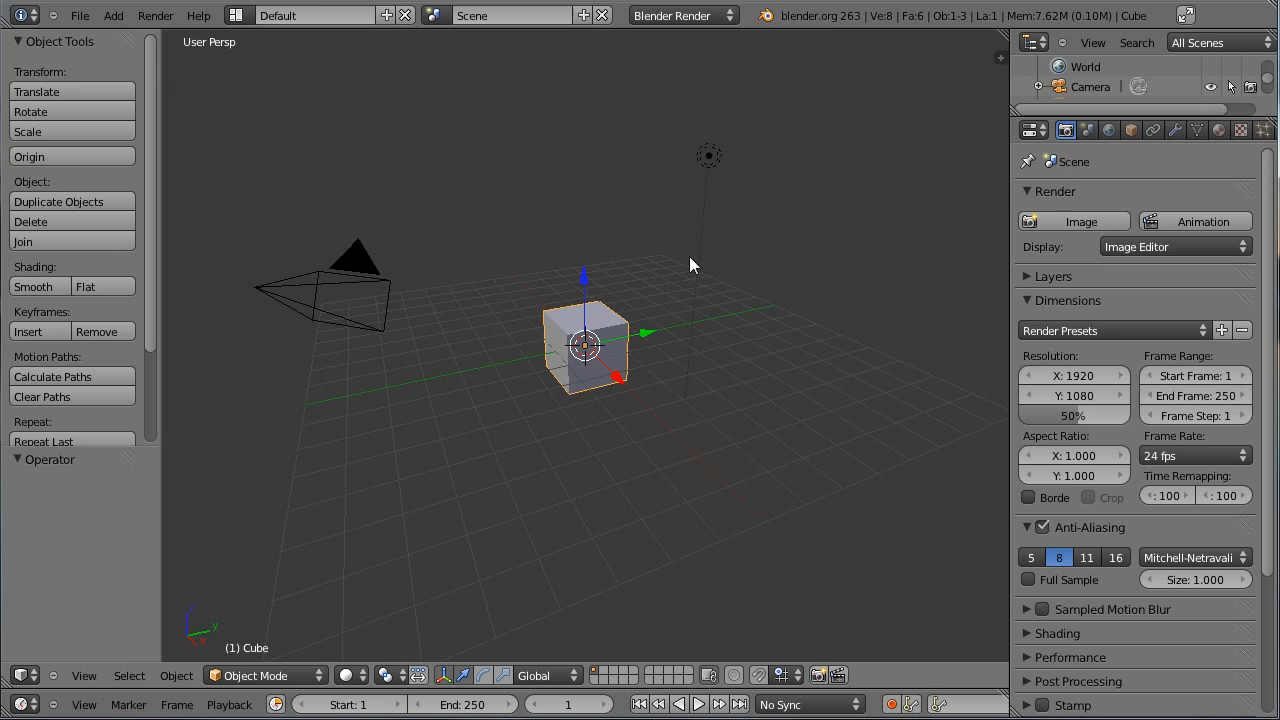 File Add Render Help Default Scene Blender Render blender.org 263 | Ve:8 | Fa:6 | Ob:1-3 | La:1 | Mem:7.62M (0.10M) | Cube
Object Tools
Transform:
Translate
Rotate
Scale
Origin
Object:
Duplicate Objects
Delete
Join
Shading:
Smooth Flat
Keyframes:
Insert Remove
Motion Paths:
Calculate Paths
Clear Paths
Repeat:
Repeat Last
Operator
User Persp
z
y
x
(1) Cube
View Select Object Object Mode Global
View Marker Frame Playback Start: 1 End: 250 1 No Sync
View Search All Scenes
World
Camera
Scene
Render
Image Animation
Display: Image Editor
Layers
Dimensions
Render Presets
Resolution: Frame Range:
X: 1920 Start Frame: 1
Y: 1080 End Frame: 250
50% Frame Step: 1
Aspect Ratio: Frame Rate:
X: 1.000 24 fps
Y: 1.000 Time Remapping:
Borde Crop : 100 : 100
Anti-Aliasing
5 8 11 16 Mitchell-Netravali
Full Sample Size: 1.000
Sampled Motion Blur
Shading
Performance
Post Processing
Stamp